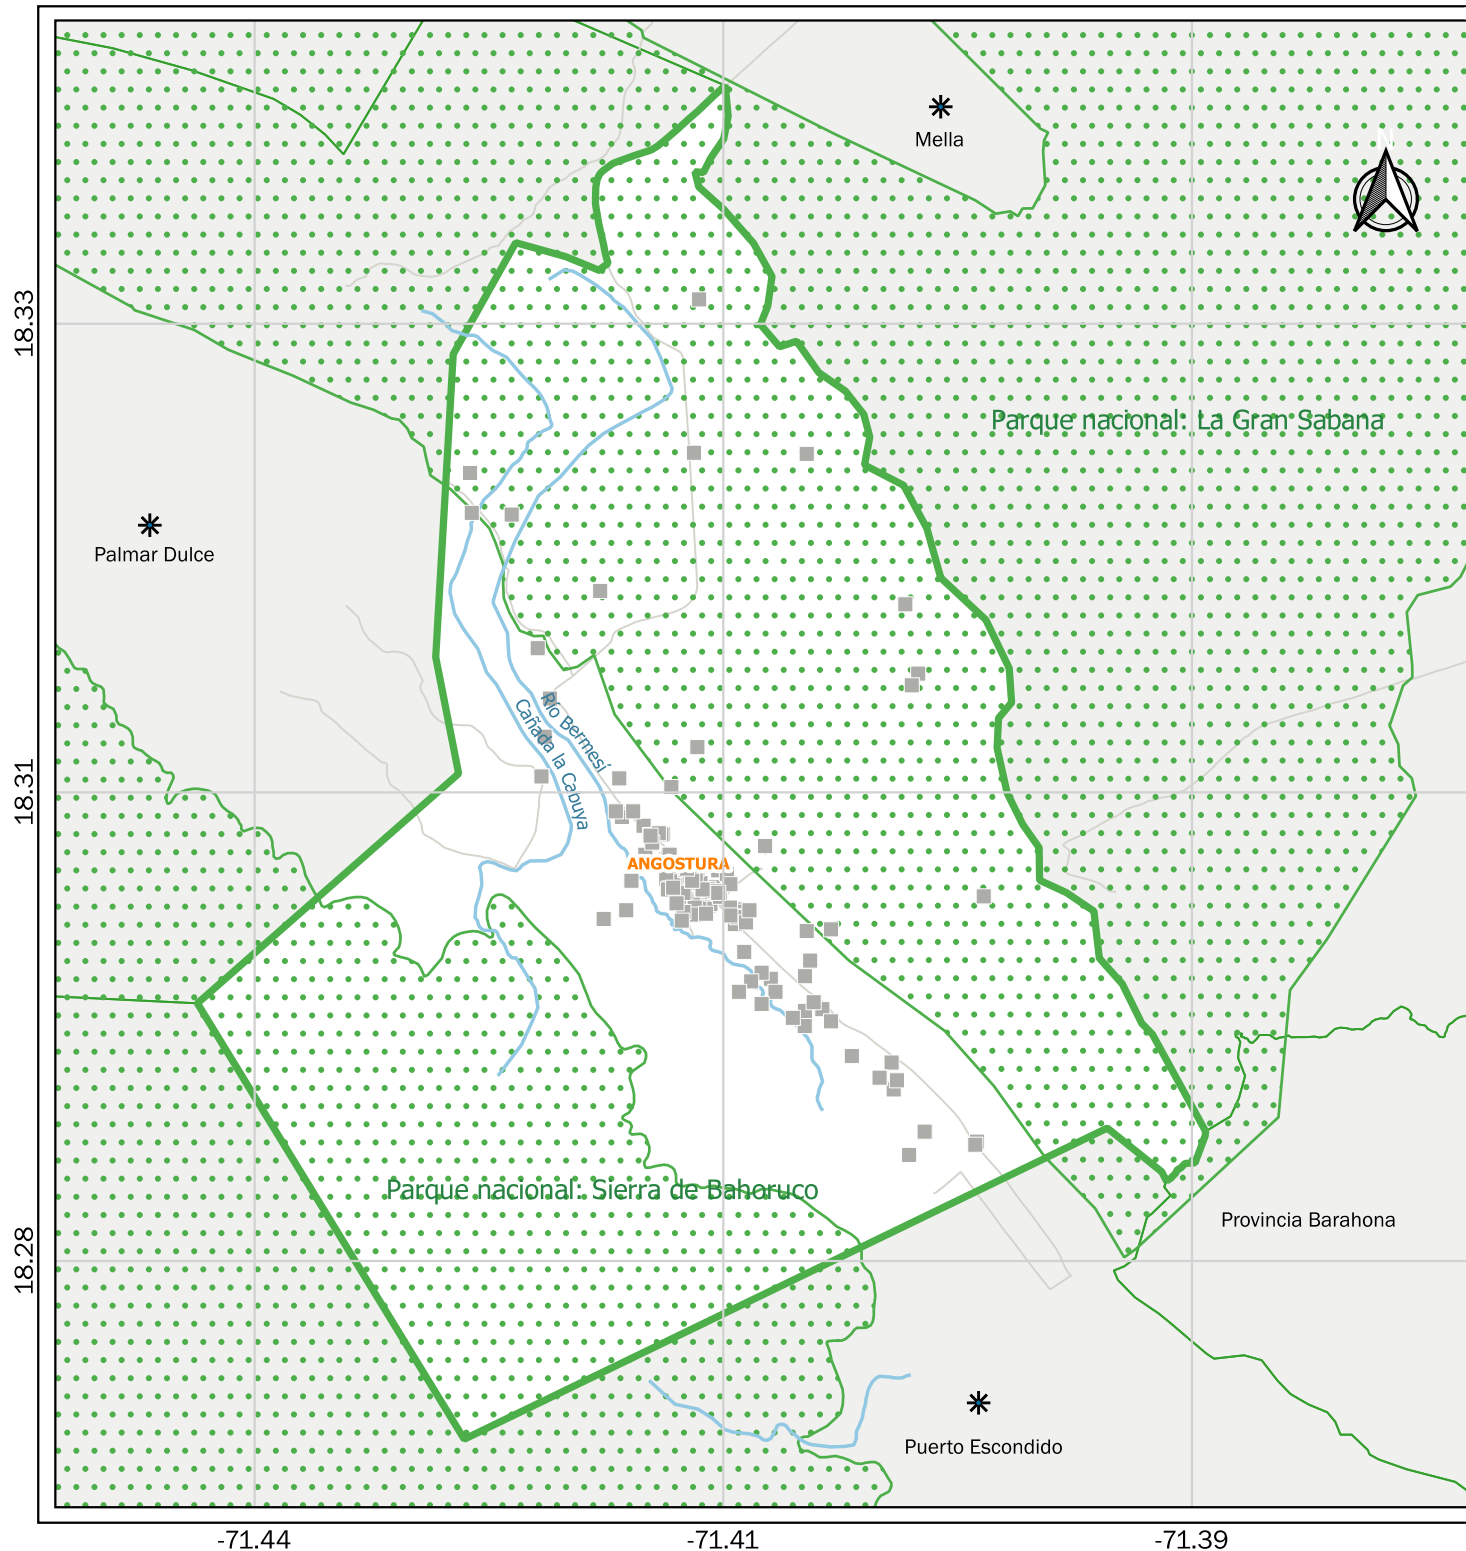 N
Mella
18.33
Parque nacional: La Gran Sabana
Palmar Dulce
Río Bermesí
Cañada la Cabuya
18.31
ANGOSTURA
Parque nacional: Sierra de Bahoruco
Provincia Barahona
18.28
Puerto Escondido
-71.44
-71.41
-71.39